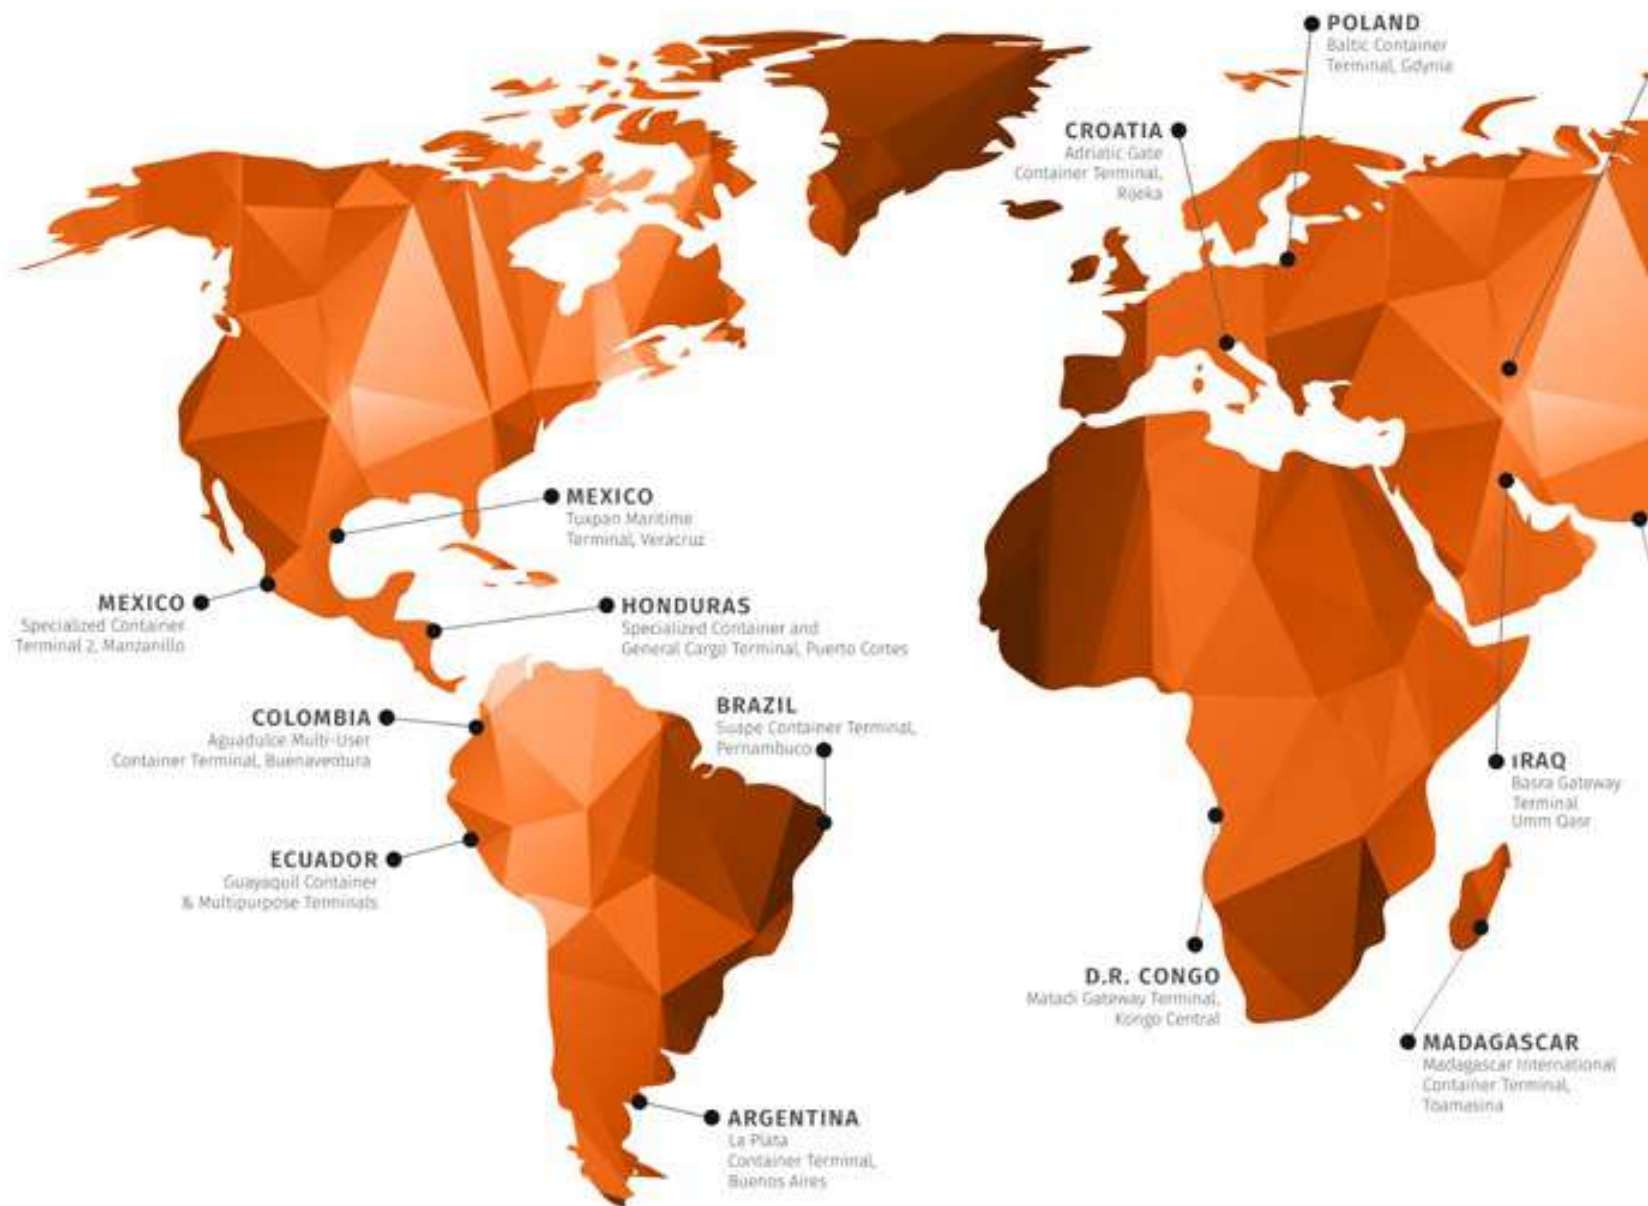 POLAND
Baltic Container
Terminal, Gdynia
CROATIA
Adriatic Gate
Container Terminal,
Rijeka
MEXICO
Tuxpan Maritime
Terminal, Veracruz
MEXICO
Specialized Container
Terminal 2, Manzanillo
HONDURAS
Specialized Container and
General Cargo Terminal, Puerto Cortes
COLOMBIA
Aguadulce Multi-User
Container Terminal, Buenaventura
BRAZIL
Suape Container Terminal,
Pernambuco
ECUADOR
Guayaquil Container
& Multipurpose Terminals
IRAQ
Basra Gateway
Terminal
Umm Qasr
D.R. CONGO
Matadi Gateway Terminal,
Kongo Central
MADAGASCAR
Madagascar International
Container Terminal,
Toamasina
ARGENTINA
La Plata
Container Terminal,
Buenos Aires